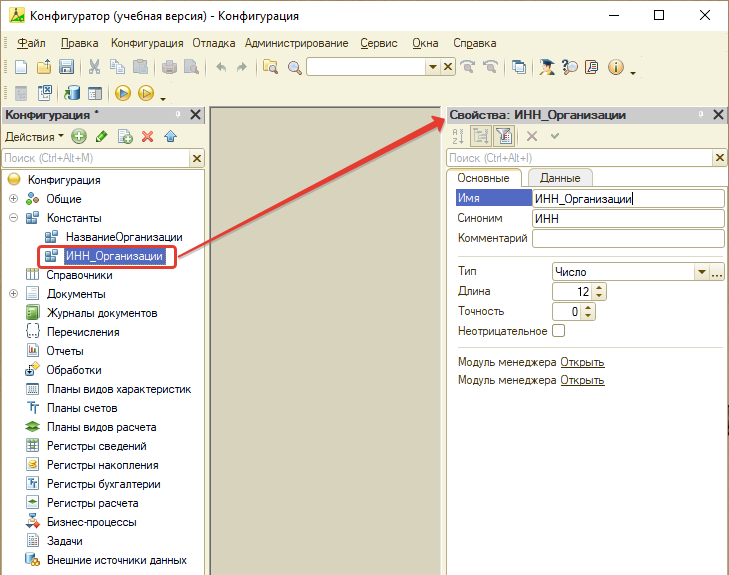 Конфигуратор (учебная версия) - Конфигурация
Файл Правка Конфигурация Отладка Администрирование Сервис Окна Справка
Конфигурация *
Действия
Поиск (Ctrl+Alt+M)
Конфигурация
Общие
Константы
НазваниеОрганизации
ИНН_Организации
Справочники
Документы
Журналы документов
Перечисления
Отчеты
Обработки
Планы видов характеристик
Планы счетов
Планы видов расчета
Регистры сведений
Регистры накопления
Регистры бухгалтерии
Регистры расчета
Бизнес-процессы
Задачи
Внешние источники данных
Свойства: ИНН_Организации
Поиск (Ctrl+Alt+I)
Основные Данные
Имя ИНН_Организации
Синоним ИНН
Комментарий
Тип Число
Длина 12
Точность 0
Неотрицательное
Модуль менеджера Открыть
Модуль менеджера Открыть